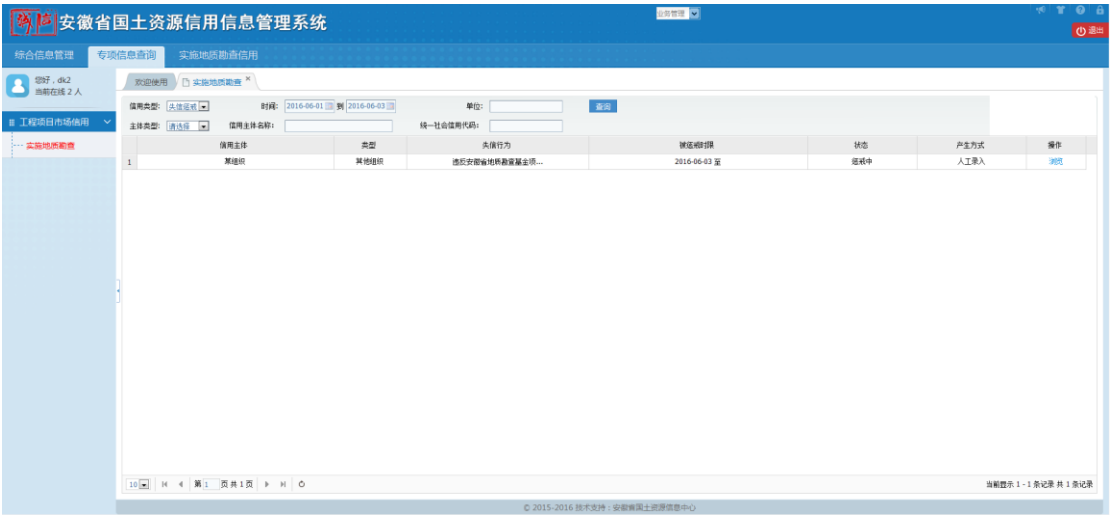 诚信 安徽省国土资源信用信息管理系统
业务管理
退出
综合信息管理 专项信息查询 实施地质勘查信用
您好，dk2
当前在线 2 人
欢迎使用 实施地质勘查
信用类型： 失信惩戒 时间： 2016-06-01 到 2016-06-03 单位： 查询
工程项目市场信用
主体类型： 请选择 信用主体名称： 统一社会信用代码：
实施地质勘查
信用主体 类型 失信行为 被惩戒时限 状态 产生方式 操作
1 某组织 其他组织 违反安徽省地质勘查基金项... 2016-06-03 至 惩戒中 人工录入 浏览
10 第 1 页 共 1 页 当前显示 1 - 1 条记录 共 1 条记录
© 2015-2016 技术支持：安徽省国土资源信息中心